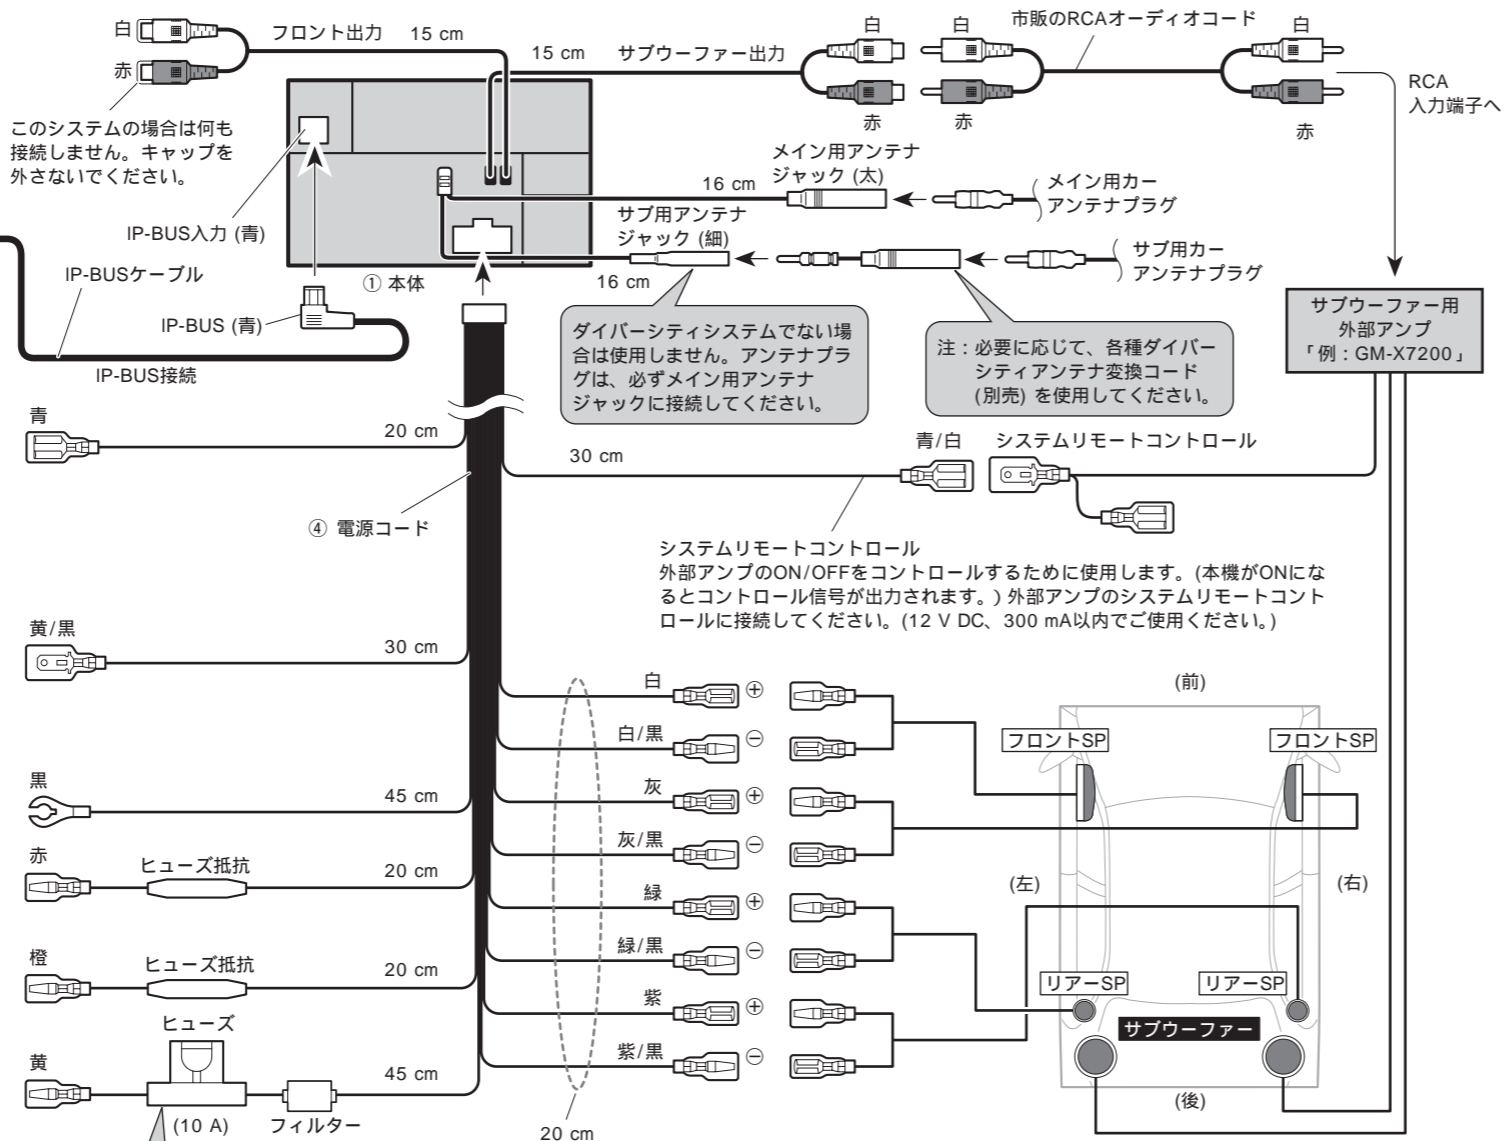 白
フロント出力
15 cm
赤
このシステムの場合は何も
接続しません。キャップを
外さないでください。
15 cm
サブウーファー出力
白
赤
白
赤
市販のRCAオーディオコード
白
赤
RCA
入力端子へ
IP-BUS入力 (青)
IP-BUSケーブル
① 本体
IP-BUS (青)
IP-BUS接続
16 cm
メイン用アンテナ
ジャック (太)
メイン用カー
アンテナプラグ
サブ用アンテナ
ジャック (細)
16 cm
サブ用カー
アンテナプラグ
ダイバーシティシステムでない場
合は使用しません。アンテナプラ
グは、必ずメイン用アンテナ
ジャックに接続してください。
注：必要に応じて、各種ダイバー
シティアンテナ変換コード
(別売) を使用してください。
サブウーファー用
外部アンプ
「例：GM-X7200」
青
20 cm
④ 電源コード
30 cm
青/白
システムリモートコントロール
システムリモートコントロール
外部アンプのON/OFFをコントロールするために使用します。(本機がONにな
るとコントロール信号が出力されます。) 外部アンプのシステムリモートコント
ロールに接続してください。(12 V DC、300 mA以内でご使用ください。)
黄/黒
30 cm
黒
45 cm
赤
ヒューズ抵抗
20 cm
橙
ヒューズ抵抗
20 cm
黄
ヒューズ
(10 A)
フィルター
45 cm
白
⊕
白/黒
⊖
灰
⊕
灰/黒
⊖
緑
⊕
緑/黒
⊖
紫
⊕
紫/黒
⊖
20 cm
(前)
フロントSP
フロントSP
(左)
(右)
リアーSP
リアーSP
サブウーファー
(後)